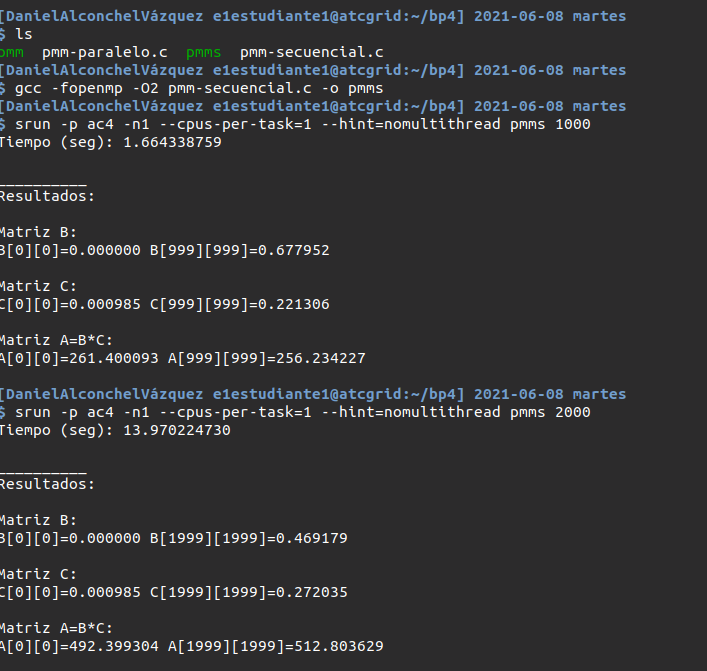 [DanielAlconchelVázquez e1estudiante1@atcgrid:~/bp4] 2021-06-08 martes
$ ls
pmm  pmm-paralelo.c  pmms  pmm-secuencial.c
[DanielAlconchelVázquez e1estudiante1@atcgrid:~/bp4] 2021-06-08 martes
$ gcc -fopenmp -O2 pmm-secuencial.c -o pmms
[DanielAlconchelVázquez e1estudiante1@atcgrid:~/bp4] 2021-06-08 martes
$ srun -p ac4 -n1 --cpus-per-task=1 --hint=nomultithread pmms 1000
Tiempo (seg): 1.664338759
__________
Resultados:
Matriz B:
B[0][0]=0.000000 B[999][999]=0.677952
Matriz C:
C[0][0]=0.000985 C[999][999]=0.221306
Matriz A=B*C:
A[0][0]=261.400093 A[999][999]=256.234227
[DanielAlconchelVázquez e1estudiante1@atcgrid:~/bp4] 2021-06-08 martes
$ srun -p ac4 -n1 --cpus-per-task=1 --hint=nomultithread pmms 2000
Tiempo (seg): 13.970224730
__________
Resultados:
Matriz B:
B[0][0]=0.000000 B[1999][1999]=0.469179
Matriz C:
C[0][0]=0.000985 C[1999][1999]=0.272035
Matriz A=B*C:
A[0][0]=492.399304 A[1999][1999]=512.803629